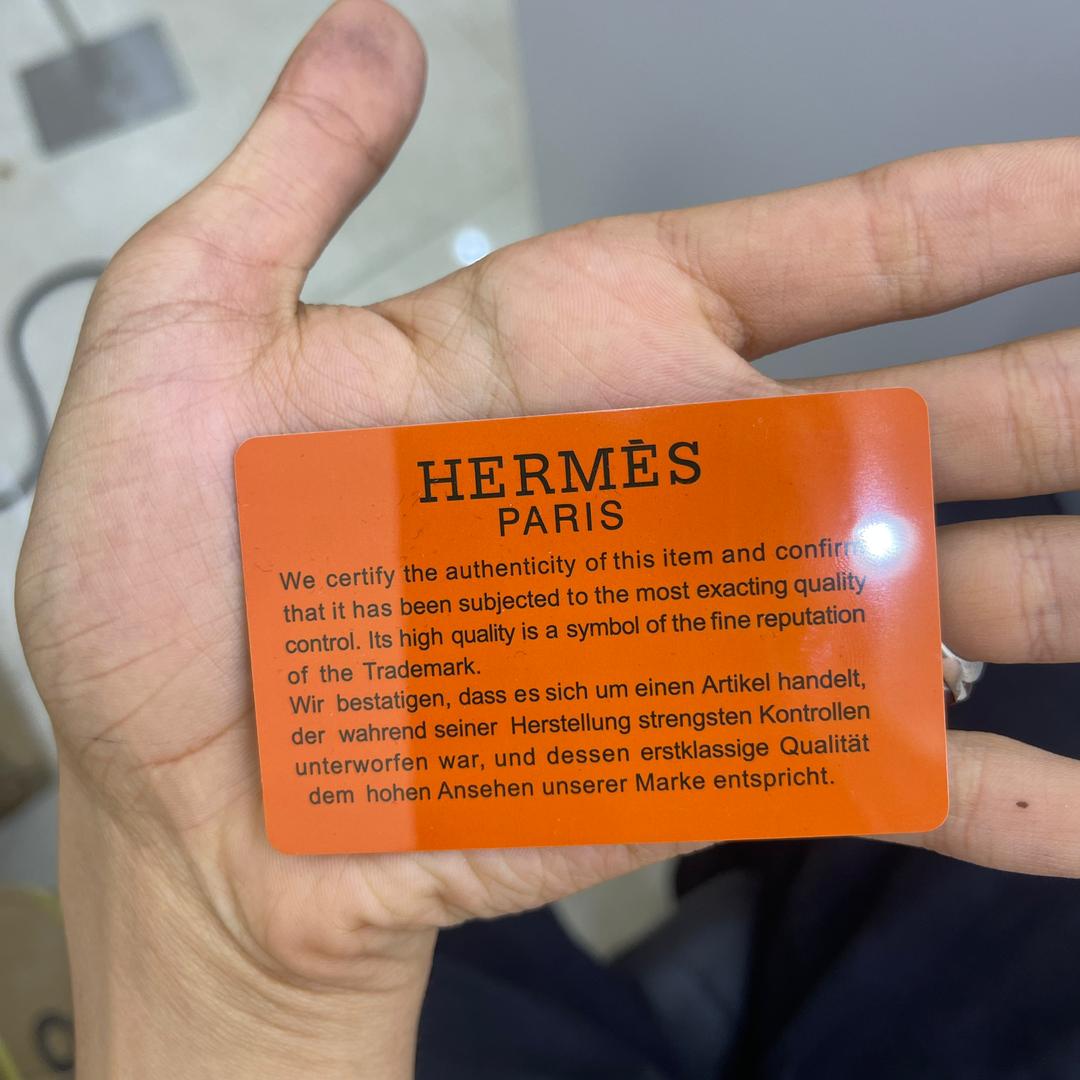 HERMÈS
PARIS
We certify the authenticity of this item and confirm
that it has been subjected to the most exacting quality
control. Its high quality is a symbol of the fine reputation
of the Trademark.
Wir bestatigen, dass es sich um einen Artikel handelt,
der wahrend seiner Herstellung strengsten Kontrollen
unterworfen war, und dessen erstklassige Qualität
dem hohen Ansehen unserer Marke entspricht.